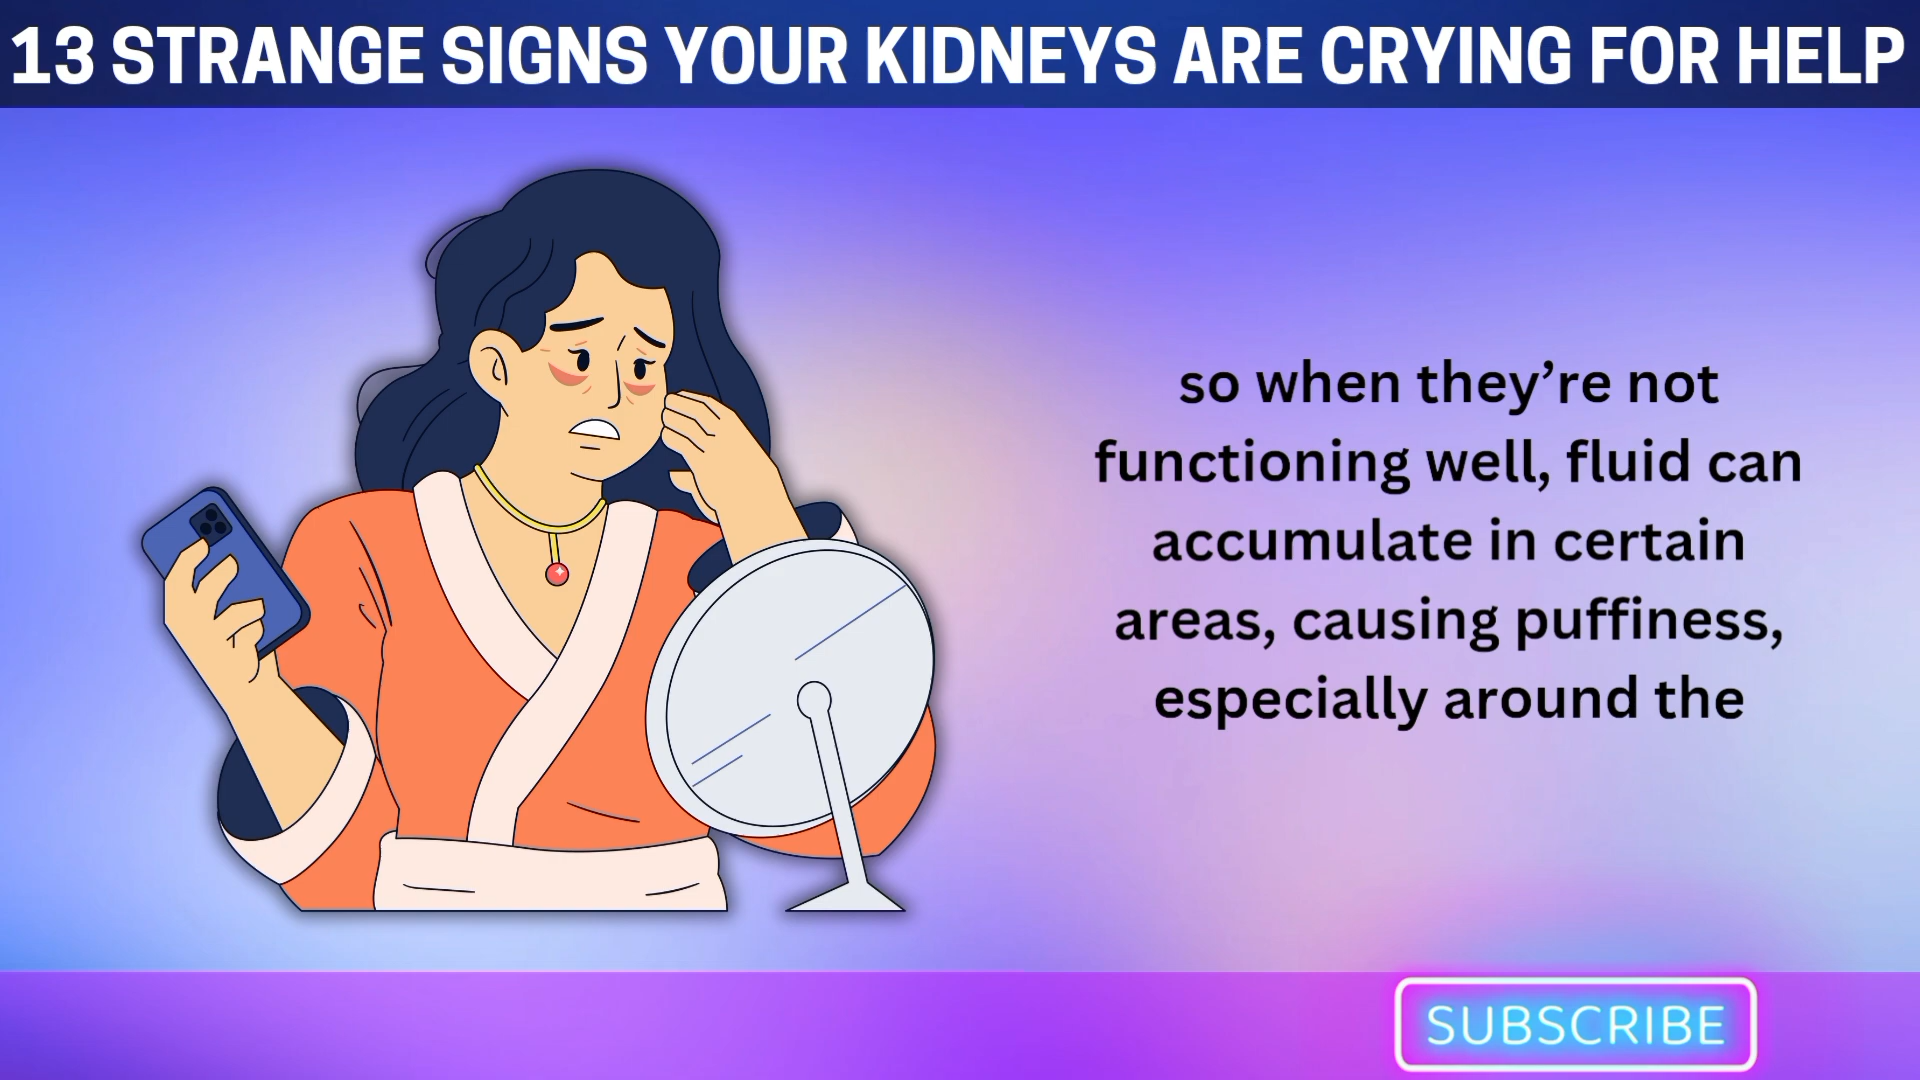 13 STRANGE SIGNS YOUR KIDNEYS ARE CRYING FOR HELP
so when they’re not
functioning well, fluid can
accumulate in certain
areas, causing puffiness,
especially around the
SUBSCRIBE